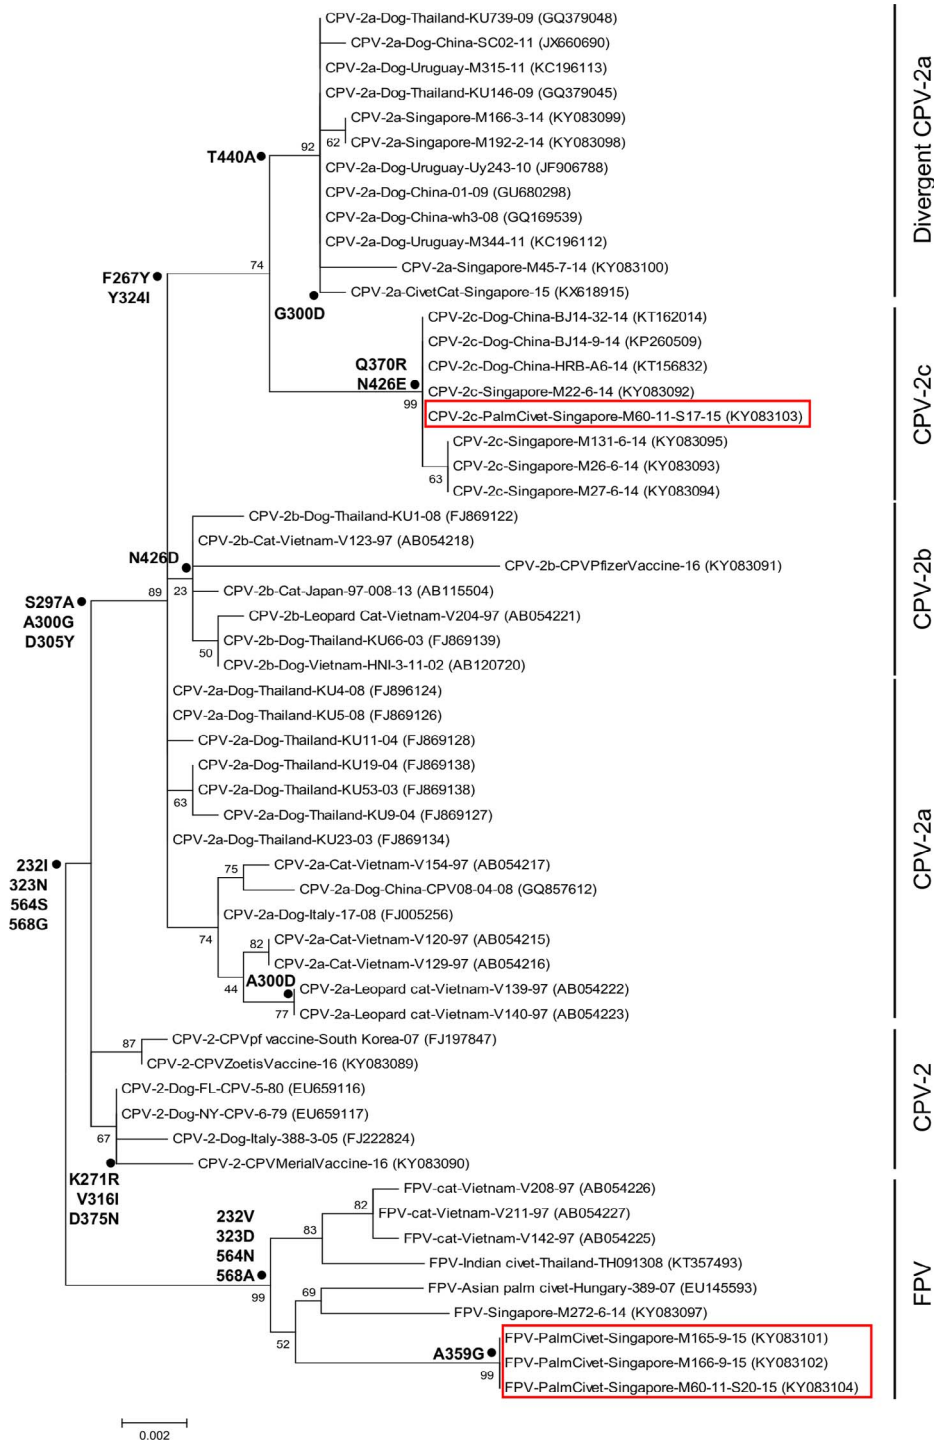 CPV-2a-Dog-Thailand-KU739-09 (GQ379048)
CPV-2a-Dog-China-SC02-11 (JX660690)
CPV-2a-Dog-Uruguay-M315-11 (KC196113)
CPV-2a-Dog-Thailand-KU146-09 (GQ379045)
CPV-2a-Singapore-M166-3-14 (KY083099)
62 CPV-2a-Singapore-M192-2-14 (KY083098)
92
T440A
CPV-2a-Dog-Uruguay-Uy243-10 (JF906788)
CPV-2a-Dog-China-01-09 (GU680298)
CPV-2a-Dog-China-wh3-08 (GQ169539)
CPV-2a-Dog-Uruguay-M344-11 (KC196112)
CPV-2a-Singapore-M45-7-14 (KY083100)
CPV-2a-CivetCat-Singapore-15 (KX618915)
Divergent CPV-2a
74
F267Y
Y324I
G300D
CPV-2c-Dog-China-BJ14-32-14 (KT162014)
CPV-2c-Dog-China-BJ14-9-14 (KP260509)
CPV-2c-Dog-China-HRB-A6-14 (KT156832)
Q370R
N426E
99
CPV-2c-Singapore-M22-6-14 (KY083092)
CPV-2c-PalmCivet-Singapore-M60-11-S17-15 (KY083103)
CPV-2c-Singapore-M131-6-14 (KY083095)
CPV-2c-Singapore-M26-6-14 (KY083093)
63 CPV-2c-Singapore-M27-6-14 (KY083094)
CPV-2c
CPV-2b-Dog-Thailand-KU1-08 (FJ869122)
CPV-2b-Cat-Vietnam-V123-97 (AB054218)
N426D
CPV-2b-CPVPfizerVaccine-16 (KY083091)
89
23
CPV-2b-Cat-Japan-97-008-13 (AB115504)
CPV-2b-Leopard Cat-Vietnam-V204-97 (AB054221)
CPV-2b-Dog-Thailand-KU66-03 (FJ869139)
50
CPV-2b-Dog-Vietnam-HNI-3-11-02 (AB120720)
CPV-2b
S297A
A300G
D305Y
CPV-2a-Dog-Thailand-KU4-08 (FJ896124)
CPV-2a-Dog-Thailand-KU5-08 (FJ869126)
CPV-2a-Dog-Thailand-KU11-04 (FJ869128)
CPV-2a-Dog-Thailand-KU19-04 (FJ869138)
CPV-2a-Dog-Thailand-KU53-03 (FJ869138)
63
CPV-2a-Dog-Thailand-KU9-04 (FJ869127)
CPV-2a-Dog-Thailand-KU23-03 (FJ869134)
CPV-2a-Cat-Vietnam-V154-97 (AB054217)
75
CPV-2a-Dog-China-CPV08-04-08 (GQ857612)
CPV-2a-Dog-Italy-17-08 (FJ005256)
74
CPV-2a-Cat-Vietnam-V120-97 (AB054215)
82
CPV-2a-Cat-Vietnam-V129-97 (AB054216)
A300D
44
CPV-2a-Leopard cat-Vietnam-V139-97 (AB054222)
77
CPV-2a-Leopard cat-Vietnam-V140-97 (AB054223)
CPV-2a
232I
323N
564S
568G
87
CPV-2-CPVpf vaccine-South Korea-07 (FJ197847)
CPV-2-CPVZoetisVaccine-16 (KY083089)
CPV-2-Dog-FL-CPV-5-80 (EU659116)
CPV-2-Dog-NY-CPV-6-79 (EU659117)
67
CPV-2-Dog-Italy-388-3-05 (FJ222824)
CPV-2-CPVMerialVaccine-16 (KY083090)
CPV-2
K271R
V316I
D375N
FPV-cat-Vietnam-V208-97 (AB054226)
82
FPV-cat-Vietnam-V211-97 (AB054227)
83
FPV-cat-Vietnam-V142-97 (AB054225)
FPV-Indian civet-Thailand-TH091308 (KT357493)
232V
323D
564N
568A
99
FPV-Asian palm civet-Hungary-389-07 (EU145593)
69
FPV-Singapore-M272-6-14 (KY083097)
52
FPV-PalmCivet-Singapore-M165-9-15 (KY083101)
A359G
FPV-PalmCivet-Singapore-M166-9-15 (KY083102)
99
FPV-PalmCivet-Singapore-M60-11-S20-15 (KY083104)
FPV
0.002